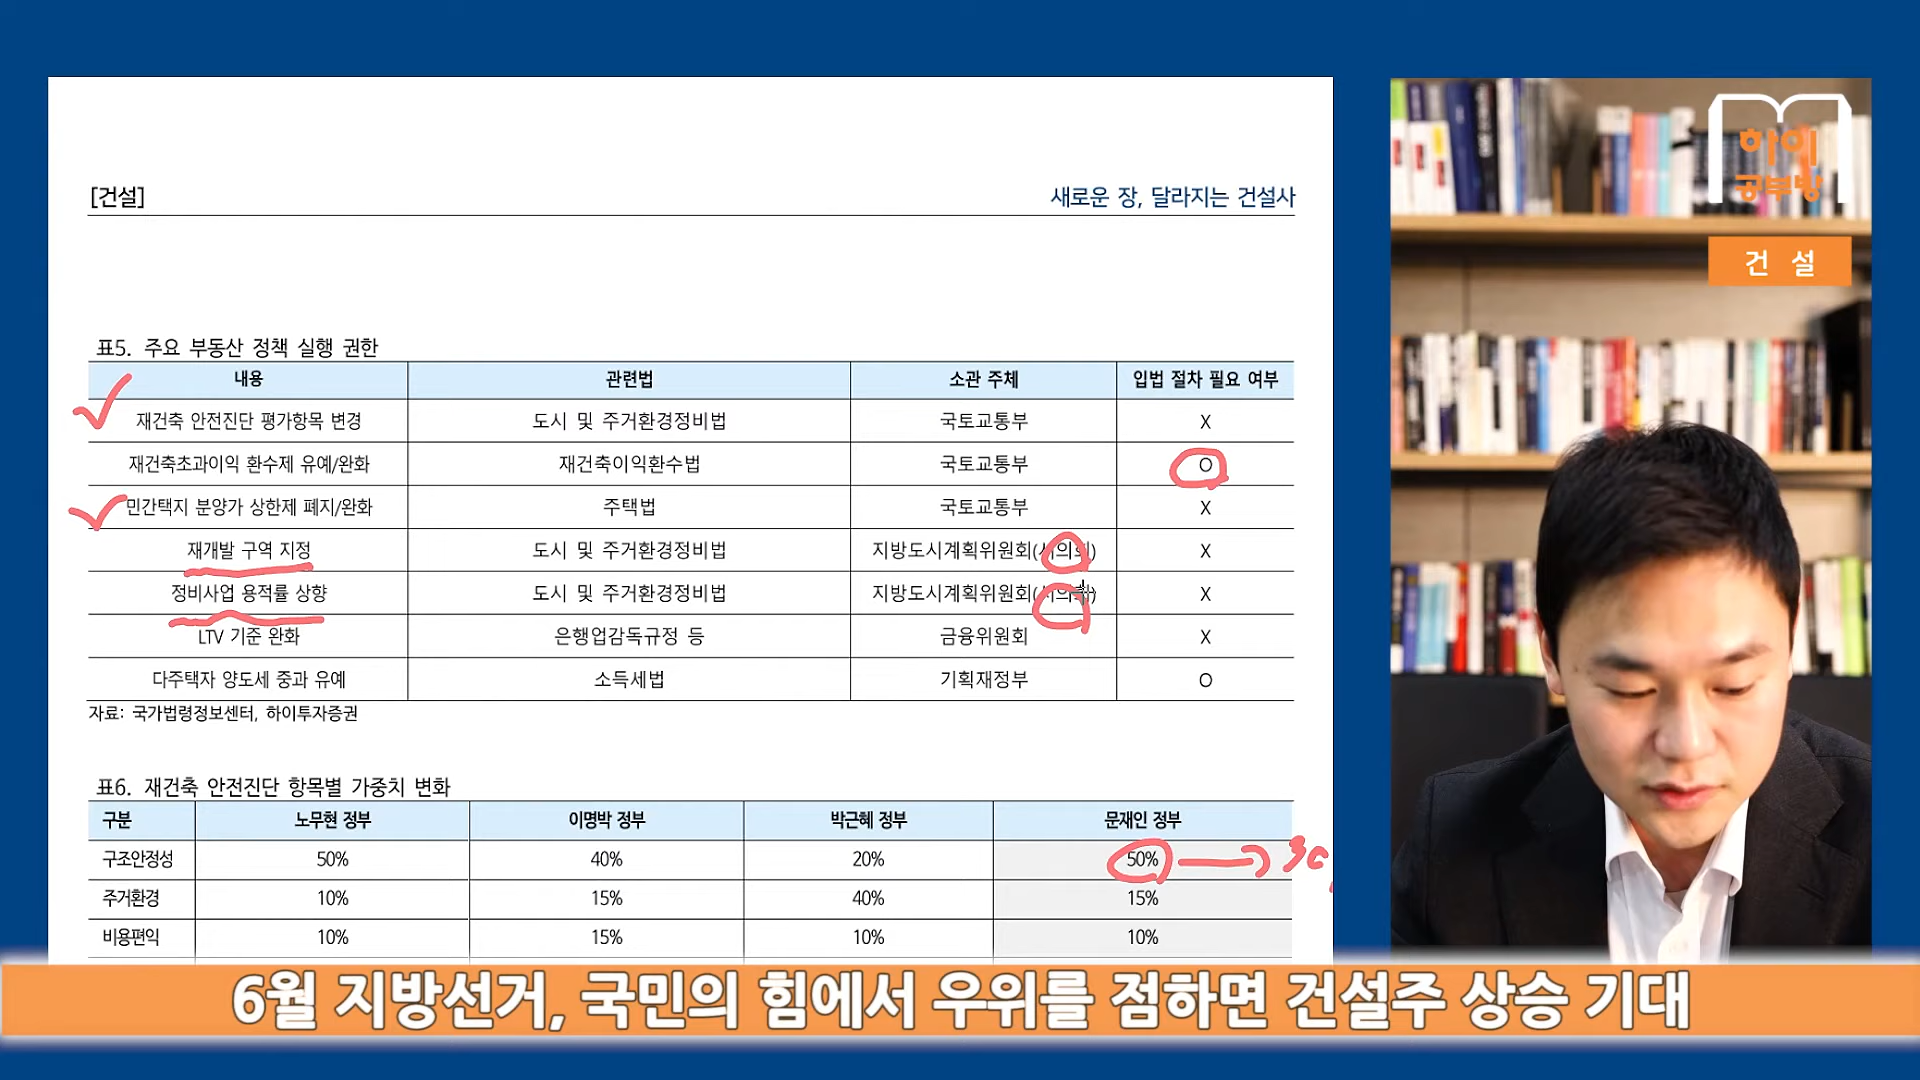 [건설]
새로운 장, 달라지는 건설사
하이
공부방
건 설
표5. 주요 부동산 정책 실행 권한
내용 관련법 소관 주체 입법 절차 필요 여부
재건축 안전진단 평가항목 변경 도시 및 주거환경정비법 국토교통부 X
재건축초과이익 환수제 유예/완화 재건축이익환수법 국토교통부 O
민간택지 분양가 상한제 폐지/완화 주택법 국토교통부 X
재개발 구역 지정 도시 및 주거환경정비법 지방도시계획위원회(시의회) X
정비사업 용적률 상향 도시 및 주거환경정비법 지방도시계획위원회(시의회) X
LTV 기준 완화 은행업감독규정 등 금융위원회 X
다주택자 양도세 중과 유예 소득세법 기획재정부 O
자료: 국가법령정보센터, 하이투자증권
표6. 재건축 안전진단 항목별 가중치 변화
구분 노무현 정부 이명박 정부 박근혜 정부 문재인 정부
구조안정성 50% 40% 20% 50% 30
주거환경 10% 15% 40% 15%
비용편익 10% 15% 10% 10%
6월 지방선거, 국민의 힘에서 우위를 점하면 건설주 상승 기대